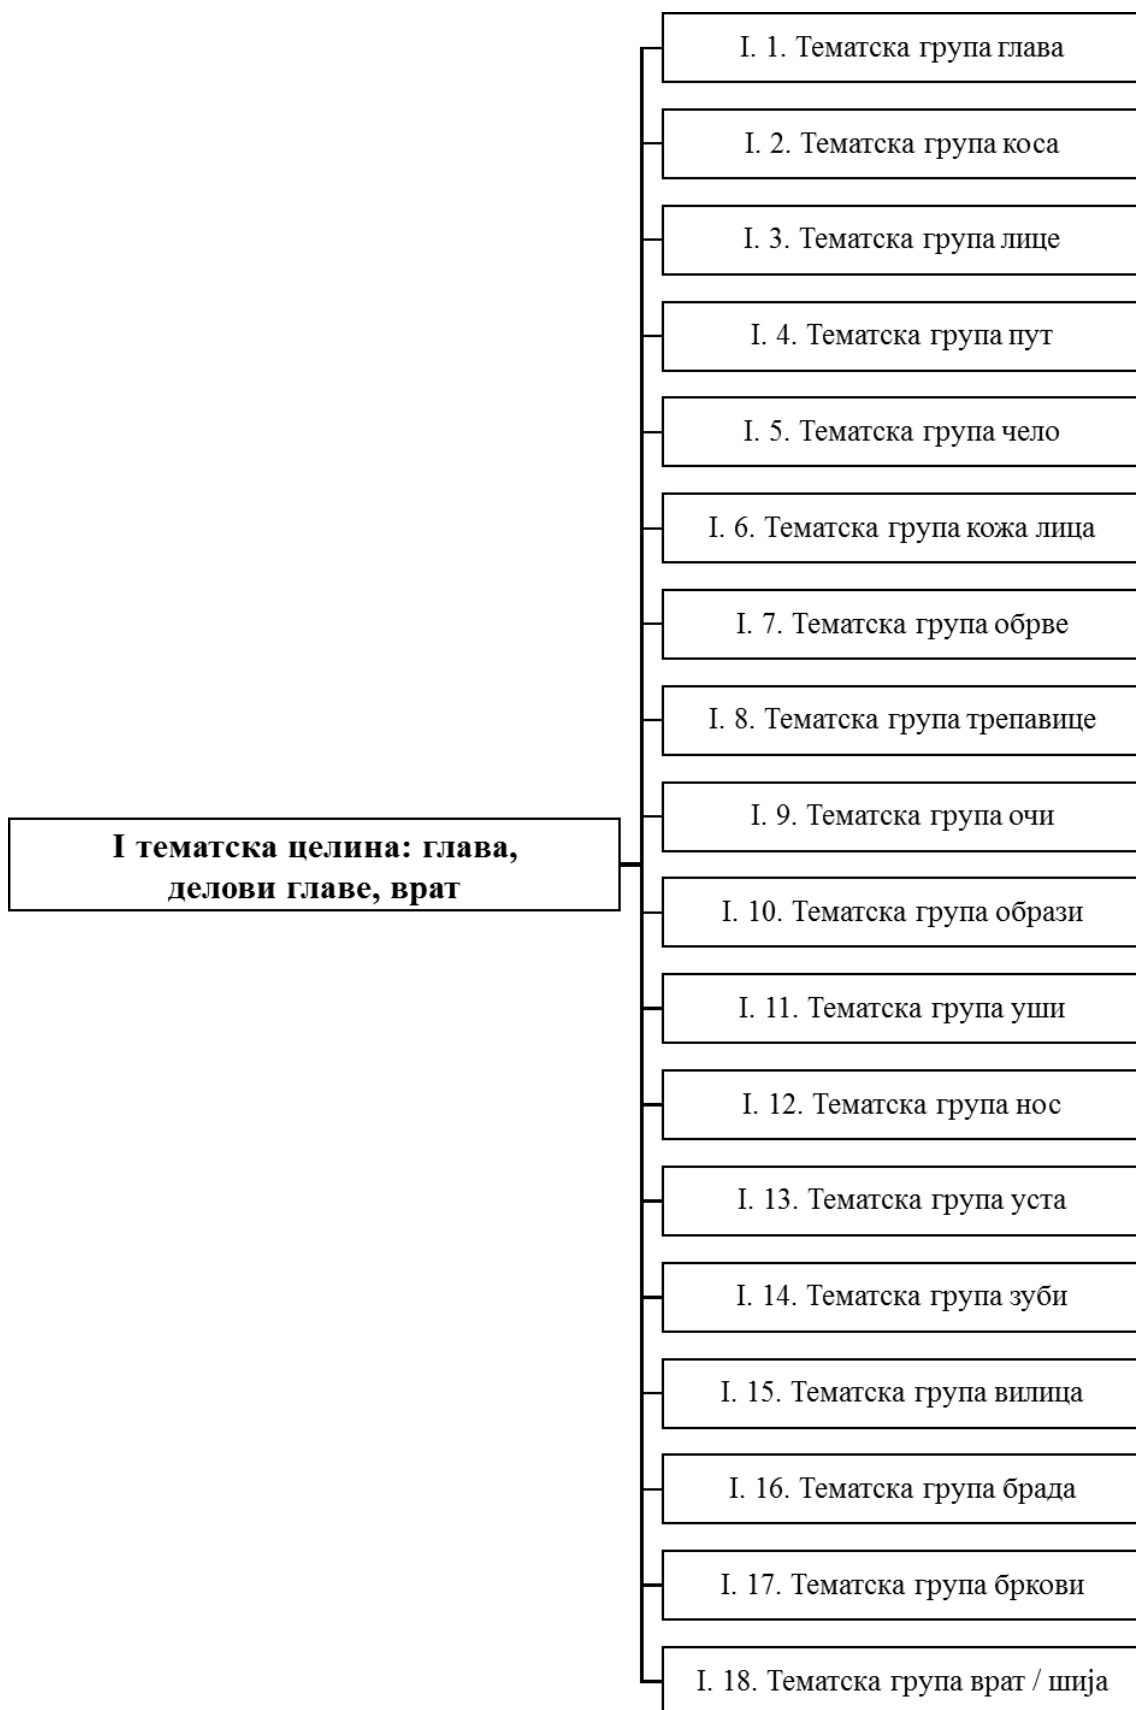 I. 1. Тематска група глава
I. 2. Тематска група коса
I. 3. Тематска група лице
I. 4. Тематска група пут
I. 5. Тематска група чело
I. 6. Тематска група кожа лица
I. 7. Тематска група обрве
I. 8. Тематска група трепавице
I. 9. Тематска група очи
I тематска целина: глава,
делови главе, врат
I. 10. Тематска група образи
I. 11. Тематска група уши
I. 12. Тематска група нос
I. 13. Тематска група уста
I. 14. Тематска група зуби
I. 15. Тематска група вилица
I. 16. Тематска група брада
I. 17. Тематска група бркови
I. 18. Тематска група врат / шија